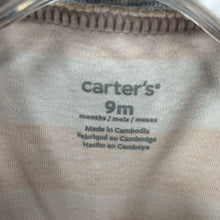 carter's®
9m
months / mois / meses
Made in Cambodia
Fabriqué au Cambodge
Hecho en Camboya